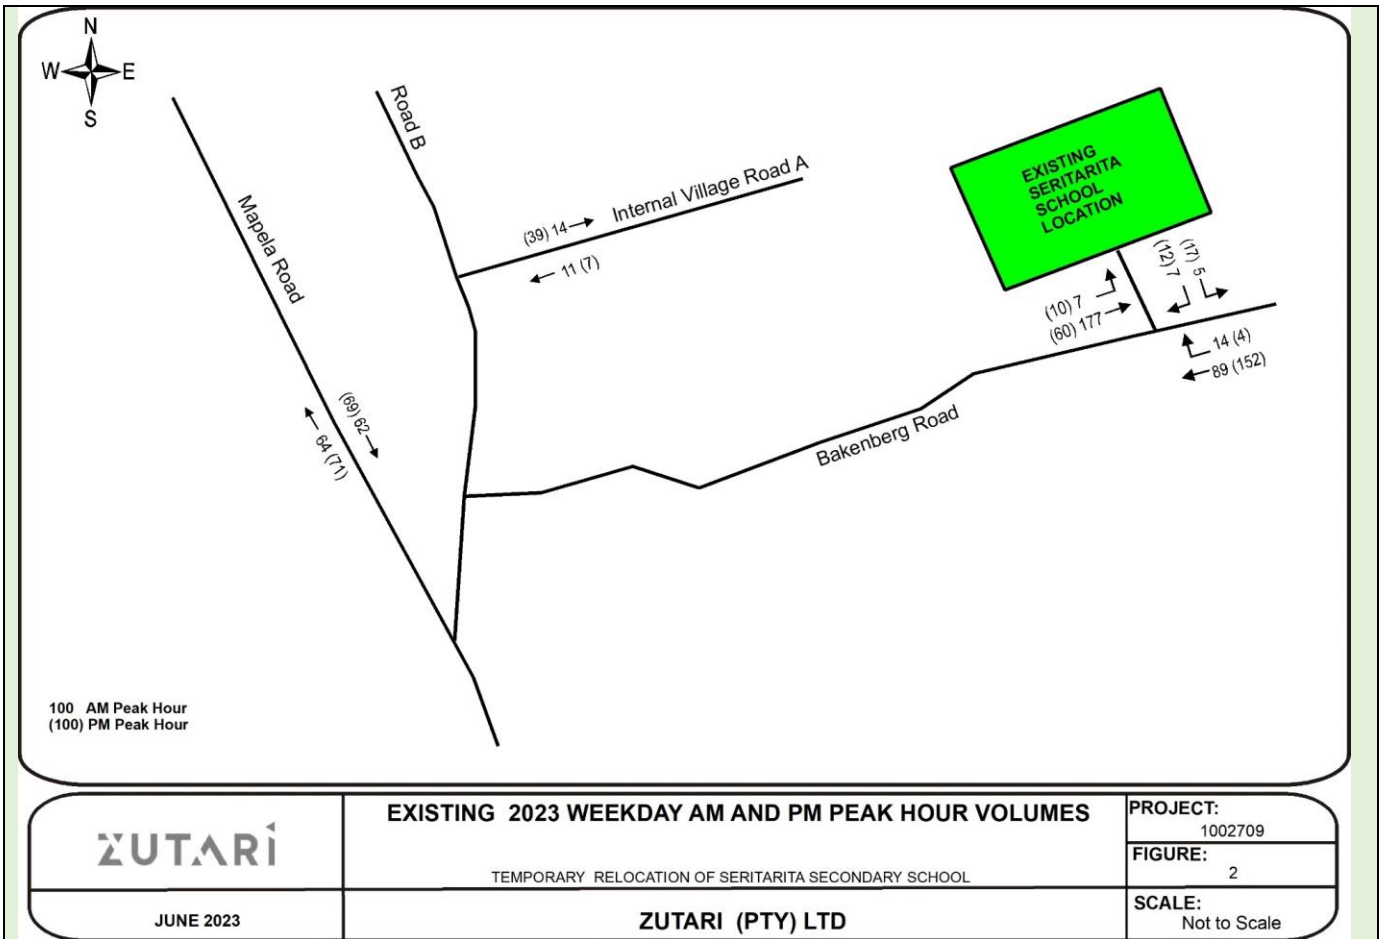 N
W E
S
Road B
Mapela Road
(39) 14
Internal Village Road A
11 (7)
EXISTING
SERITARITA
SCHOOL
LOCATION
(17) 5
(12) 7
(10) 7
(60) 177
14 (4)
89 (152)
(69) 62
64 (71)
Bakenberg Road
100 AM Peak Hour
(100) PM Peak Hour
ZUTARI
EXISTING 2023 WEEKDAY AM AND PM PEAK HOUR VOLUMES
TEMPORARY RELOCATION OF SERITARITA SECONDARY SCHOOL
PROJECT:
1002709
FIGURE:
2
JUNE 2023
ZUTARI (PTY) LTD
SCALE:
Not to Scale